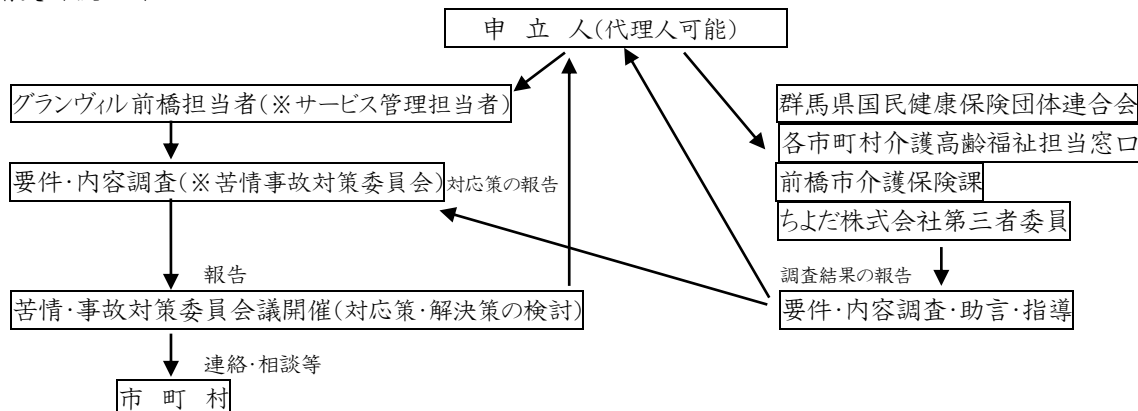 申 立 人(代理人可能)
グランヴィル前橋担当者(※サービス管理担当者)
要件・内容調査(※苦情事故対策委員会)
対応策の報告
報告
苦情・事故対策委員会議開催(対応策・解決策の検討)
連絡・相談等
市 町 村
群馬県国民健康保険団体連合会
各市町村介護高齢福祉担当窓口
前橋市介護保険課
ちよだ株式会社第三者委員
調査結果の報告
要件・内容調査・助言・指導